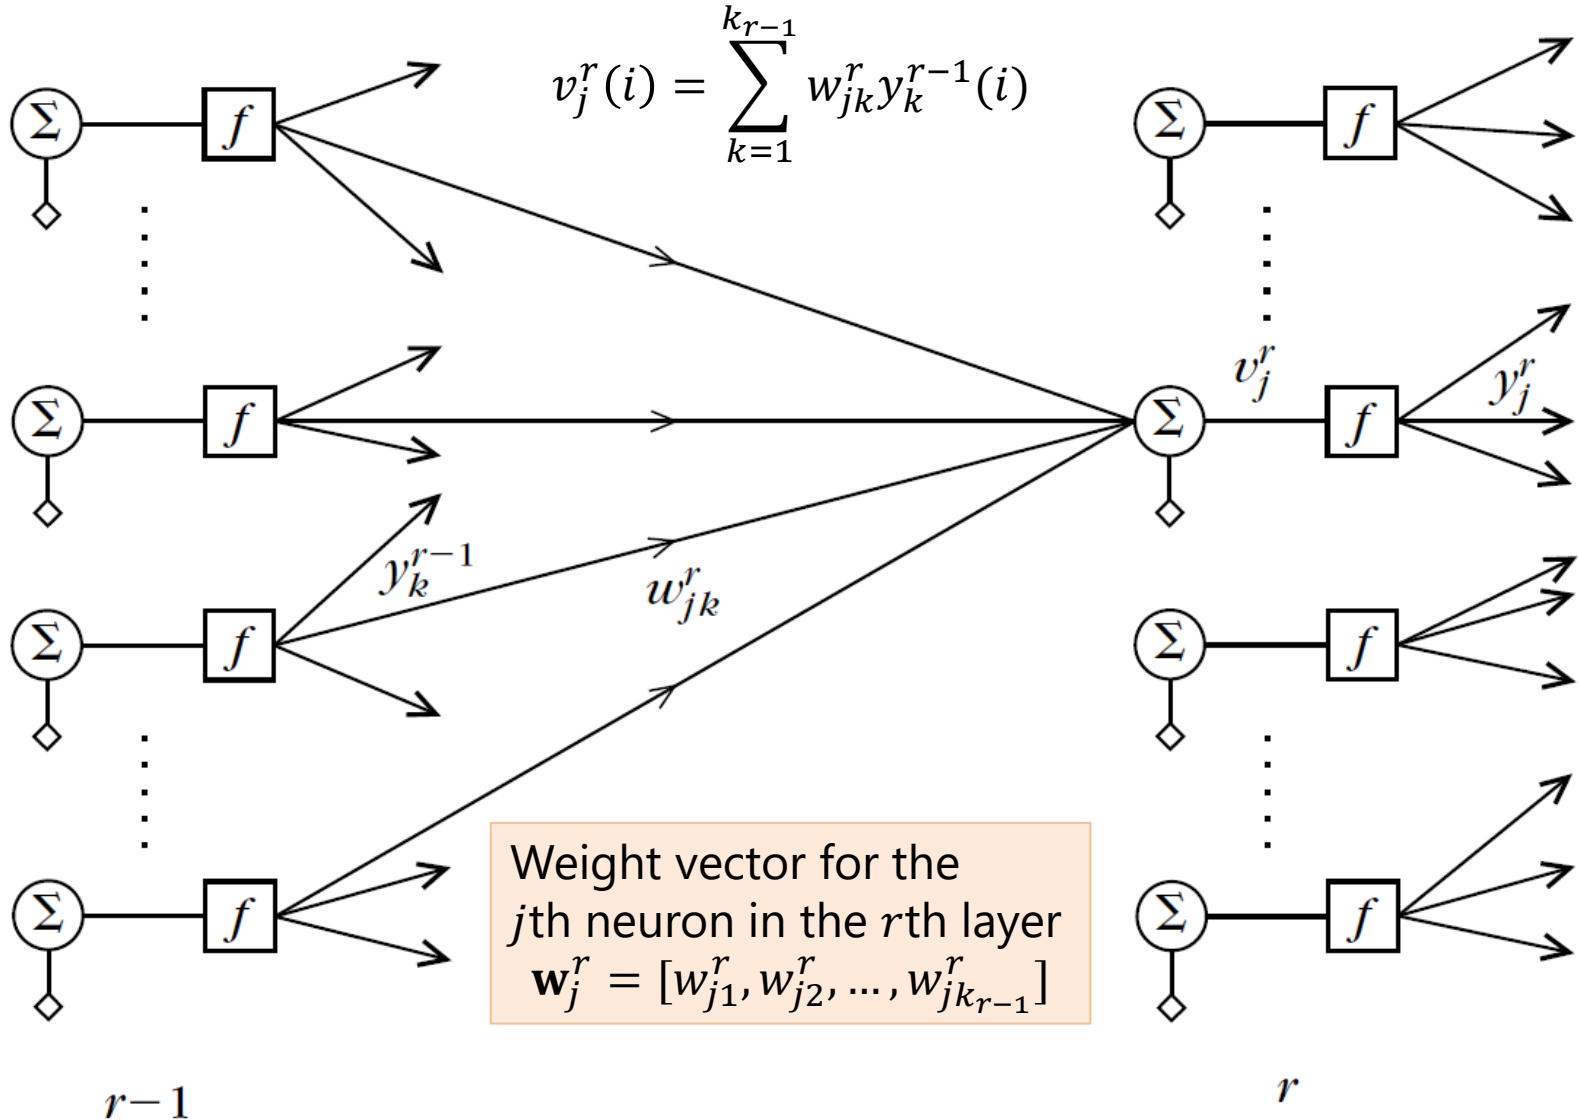 v_j^r(i) = \sum_{k=1}^{k_{r-1}} w_{jk}^r y_k^{r-1}(i)
Σ f
Σ f
Σ f
v_j^r
y_j^r
Σ f
Σ f
y_k^{r-1}
w_{jk}^r
Σ f
Σ f
Weight vector for the
jth neuron in the rth layer
𝐰_j^r = [w_{j1}^r, w_{j2}^r, …, w_{jk_{r-1}}^r]
Σ f
Σ f
r−1
r